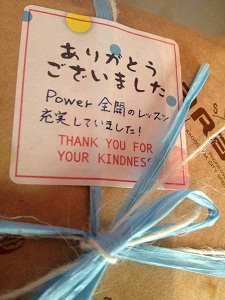 ありがとう
ございました
Power 全開のレッスン
充実していました!
THANK YOU FOR
YOUR KINDNESS